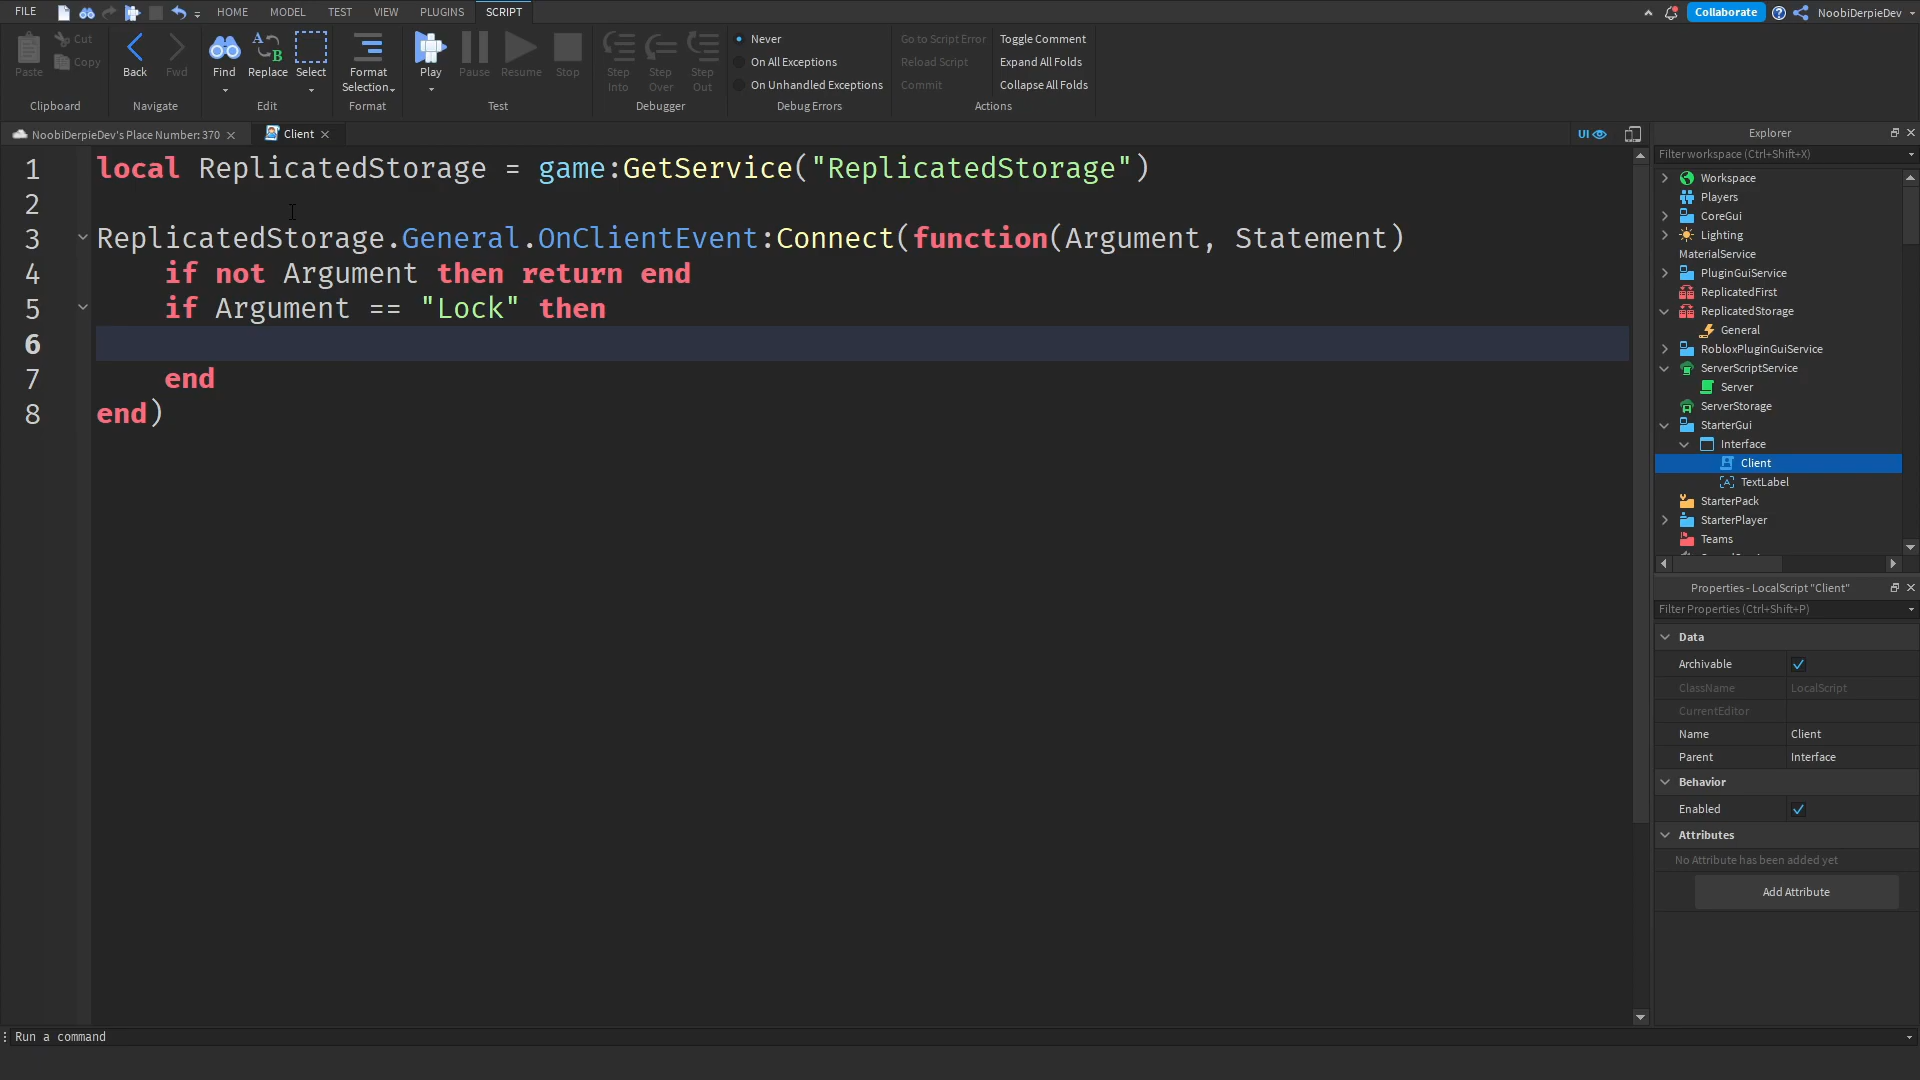 FILE HOME MODEL TEST VIEW PLUGINS SCRIPT Collaborate NoobiDerpieDev
Paste Cut Copy Clipboard
Back Fwd Navigate
Find Replace Select Edit
Format Selection Format
Play Pause Resume Stop Test
Step Into Step Over Step Out Debugger
Never
On All Exceptions
On Unhandled Exceptions
Debug Errors
Go to Script Error Toggle Comment
Reload Script Expand All Folds
Commit Collapse All Folds
Actions
NoobiDerpieDev's Place Number: 370 Client UI
1 local ReplicatedStorage = game:GetService("ReplicatedStorage")
2
3 ReplicatedStorage.General.OnClientEvent:Connect(function(Argument, Statement)
4 if not Argument then return end
5 if Argument == "Lock" then
6
7 end
8 end)
Explorer
Filter workspace (Ctrl+Shift+X)
Workspace
Players
CoreGui
Lighting
MaterialService
PluginGuiService
ReplicatedFirst
ReplicatedStorage
General
RobloxPluginGuiService
ServerScriptService
Server
ServerStorage
StarterGui
Interface
Client
TextLabel
StarterPack
StarterPlayer
Teams
Properties - LocalScript "Client"
Filter Properties (Ctrl+Shift+P)
Data
Archivable
ClassName LocalScript
CurrentEditor
Name Client
Parent Interface
Behavior
Enabled
Attributes
No Attribute has been added yet
Add Attribute
Run a command